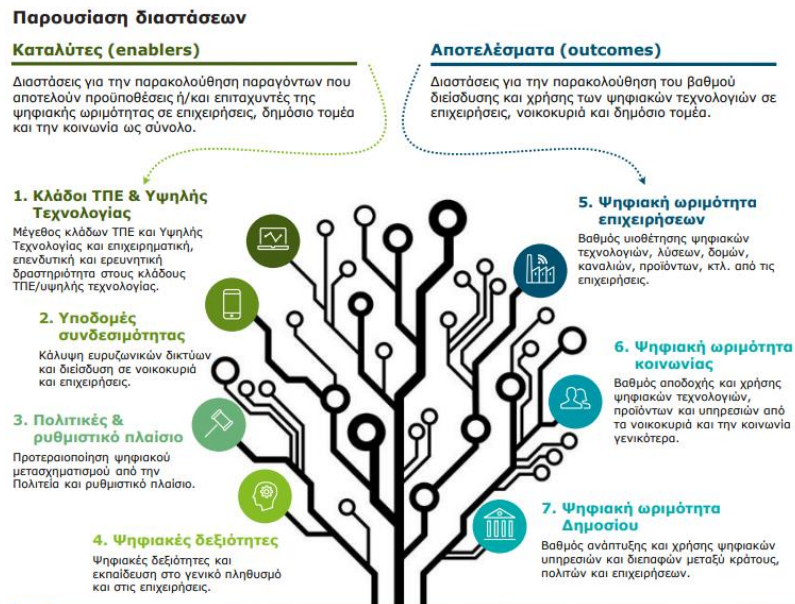 Παρουσίαση διαστάσεων
Καταλύτες (enablers)
Διαστάσεις για την παρακολούθηση παραγόντων που
αποτελούν προϋποθέσεις ή/και επιταχυντές της
ψηφιακής ωριμότητας σε επιχειρήσεις, δημόσιο τομέα
και την κοινωνία ως σύνολο.
Αποτελέσματα (outcomes)
Διαστάσεις για την παρακολούθηση του βαθμού
διείσδυσης και χρήσης των ψηφιακών τεχνολογιών σε
επιχειρήσεις, νοικοκυριά και δημόσιο τομέα.
1. Κλάδοι ΤΠΕ & Υψηλής
Τεχνολογίας
Μέγεθος κλάδων ΤΠΕ και Υψηλής
Τεχνολογίας και επιχειρηματική,
επενδυτική και ερευνητική
δραστηριότητα στους κλάδους
ΤΠΕ/υψηλής τεχνολογίας.
2. Υποδομές
συνδεσιμότητας
Κάλυψη ευρυζωνικών δικτύων
και διείσδυση σε νοικοκυριά
και επιχειρήσεις.
3. Πολιτικές &
ρυθμιστικό πλαίσιο
Προτεραιοποίηση ψηφιακού
μετασχηματισμού από την
Πολιτεία και ρυθμιστικό πλαίσιο.
4. Ψηφιακές δεξιότητες
Ψηφιακές δεξιότητες και
εκπαίδευση στο γενικό πληθυσμό
και στις επιχειρήσεις.
5. Ψηφιακή ωριμότητα
επιχειρήσεων
Βαθμός υιοθέτησης ψηφιακών
τεχνολογιών, λύσεων, δομών,
καναλιών, προϊόντων, κτλ. από τις
επιχειρήσεις.
6. Ψηφιακή ωριμότητα
κοινωνίας
Βαθμός αποδοχής και χρήσης
ψηφιακών τεχνολογιών,
προϊόντων και υπηρεσιών από
τα νοικοκυριά και την κοινωνία
γενικότερα.
7. Ψηφιακή ωριμότητα
Δημοσίου
Βαθμός ανάπτυξης και χρήσης ψηφιακών
υπηρεσιών και διεπαφών μεταξύ κράτους,
πολιτών και επιχειρήσεων.